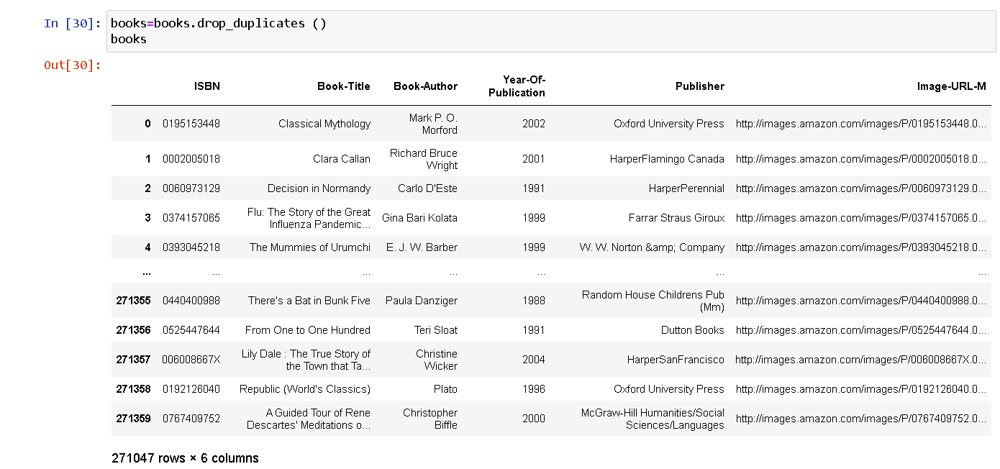 In [30]: books=books.drop_duplicates ()
books
Out[30]:
ISBN Book-Title Book-Author Year-Of-Publication Publisher Image-URL-M
0 0195153448 Classical Mythology Mark P. O. Morford 2002 Oxford University Press http://images.amazon.com/images/P/0195153448.0...
1 0002005018 Clara Callan Richard Bruce Wright 2001 HarperFlamingo Canada http://images.amazon.com/images/P/0002005018.0...
2 0060973129 Decision in Normandy Carlo D'Este 1991 HarperPerennial http://images.amazon.com/images/P/0060973129.0...
3 0374157065 Flu: The Story of the Great Influenza Pandemic... Gina Bari Kolata 1999 Farrar Straus Giroux http://images.amazon.com/images/P/0374157065.0...
4 0393045218 The Mummies of Urumchi E. J. W. Barber 1999 W. W. Norton &amp; Company http://images.amazon.com/images/P/0393045218.0...
... ... ... ... ... ... ...
271355 0440400988 There's a Bat in Bunk Five Paula Danziger 1988 Random House Childrens Pub (Mm) http://images.amazon.com/images/P/0440400988.0...
271356 0525447644 From One to One Hundred Teri Sloat 1991 Dutton Books http://images.amazon.com/images/P/0525447644.0...
271357 006008667X Lily Dale : The True Story of the Town that Ta... Christine Wicker 2004 HarperSanFrancisco http://images.amazon.com/images/P/006008667X.0...
271358 0192126040 Republic (World's Classics) Plato 1996 Oxford University Press http://images.amazon.com/images/P/0192126040.0...
271359 0767409752 A Guided Tour of Rene Descartes' Meditations o... Christopher Biffle 2000 McGraw-Hill Humanities/Social Sciences/Languages http://images.amazon.com/images/P/0767409752.0...
271047 rows × 6 columns